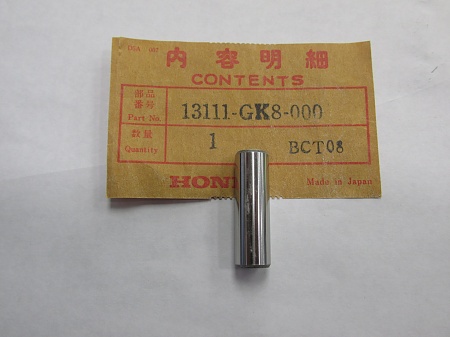 内容明細
CONTENTS
部品番号
Part No.
13111-GK8-000
数量
Quantity
1
BCT08
Made in Japan